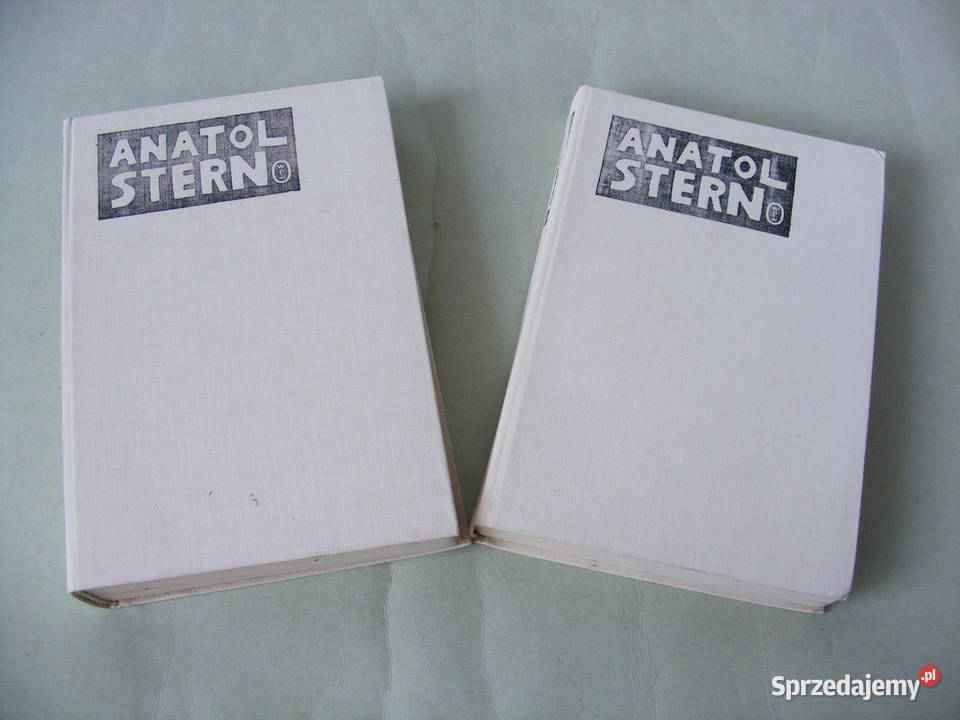 ANATOL
STERN
ANATOL
STERN
Sprzedajemy.pl